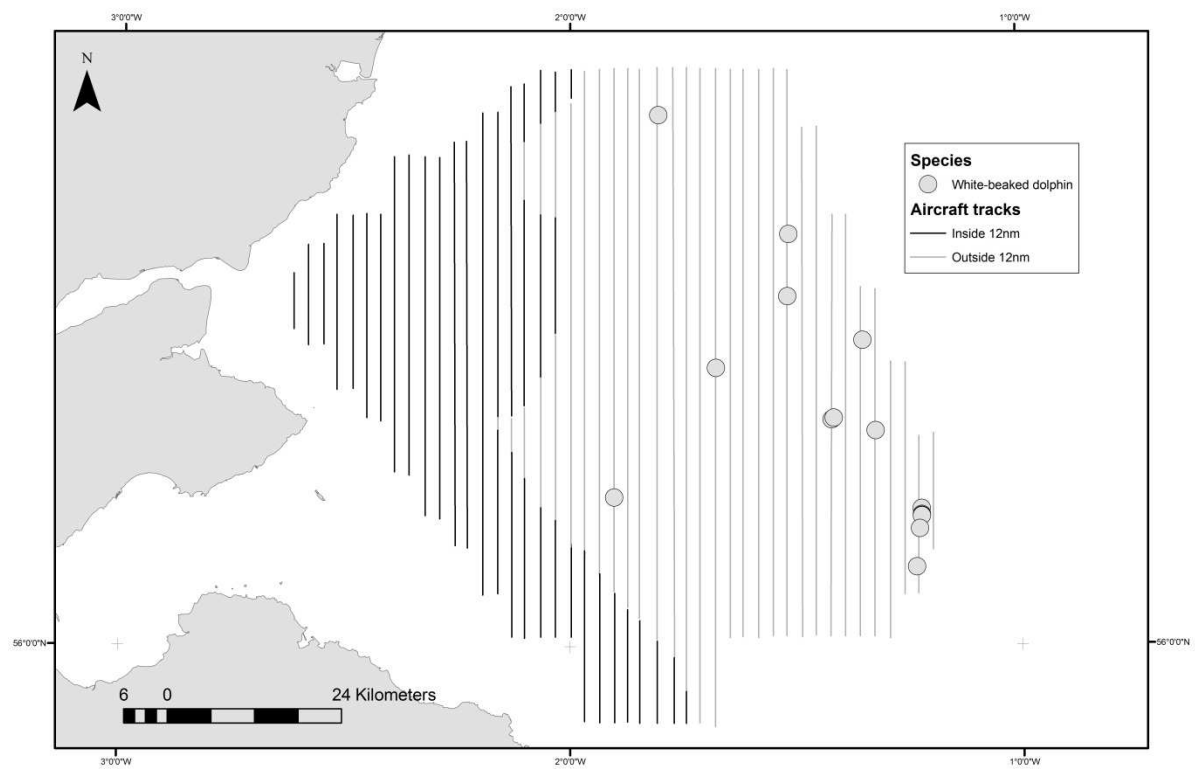 3°0'0"W 2°0'0"W 1°0'0"W
N
Species
White-beaked dolphin
Aircraft tracks
Inside 12nm
Outside 12nm
56°0'0"N 56°0'0"N
6 0 24 Kilometers
3°0'0"W 2°0'0"W 1°0'0"W